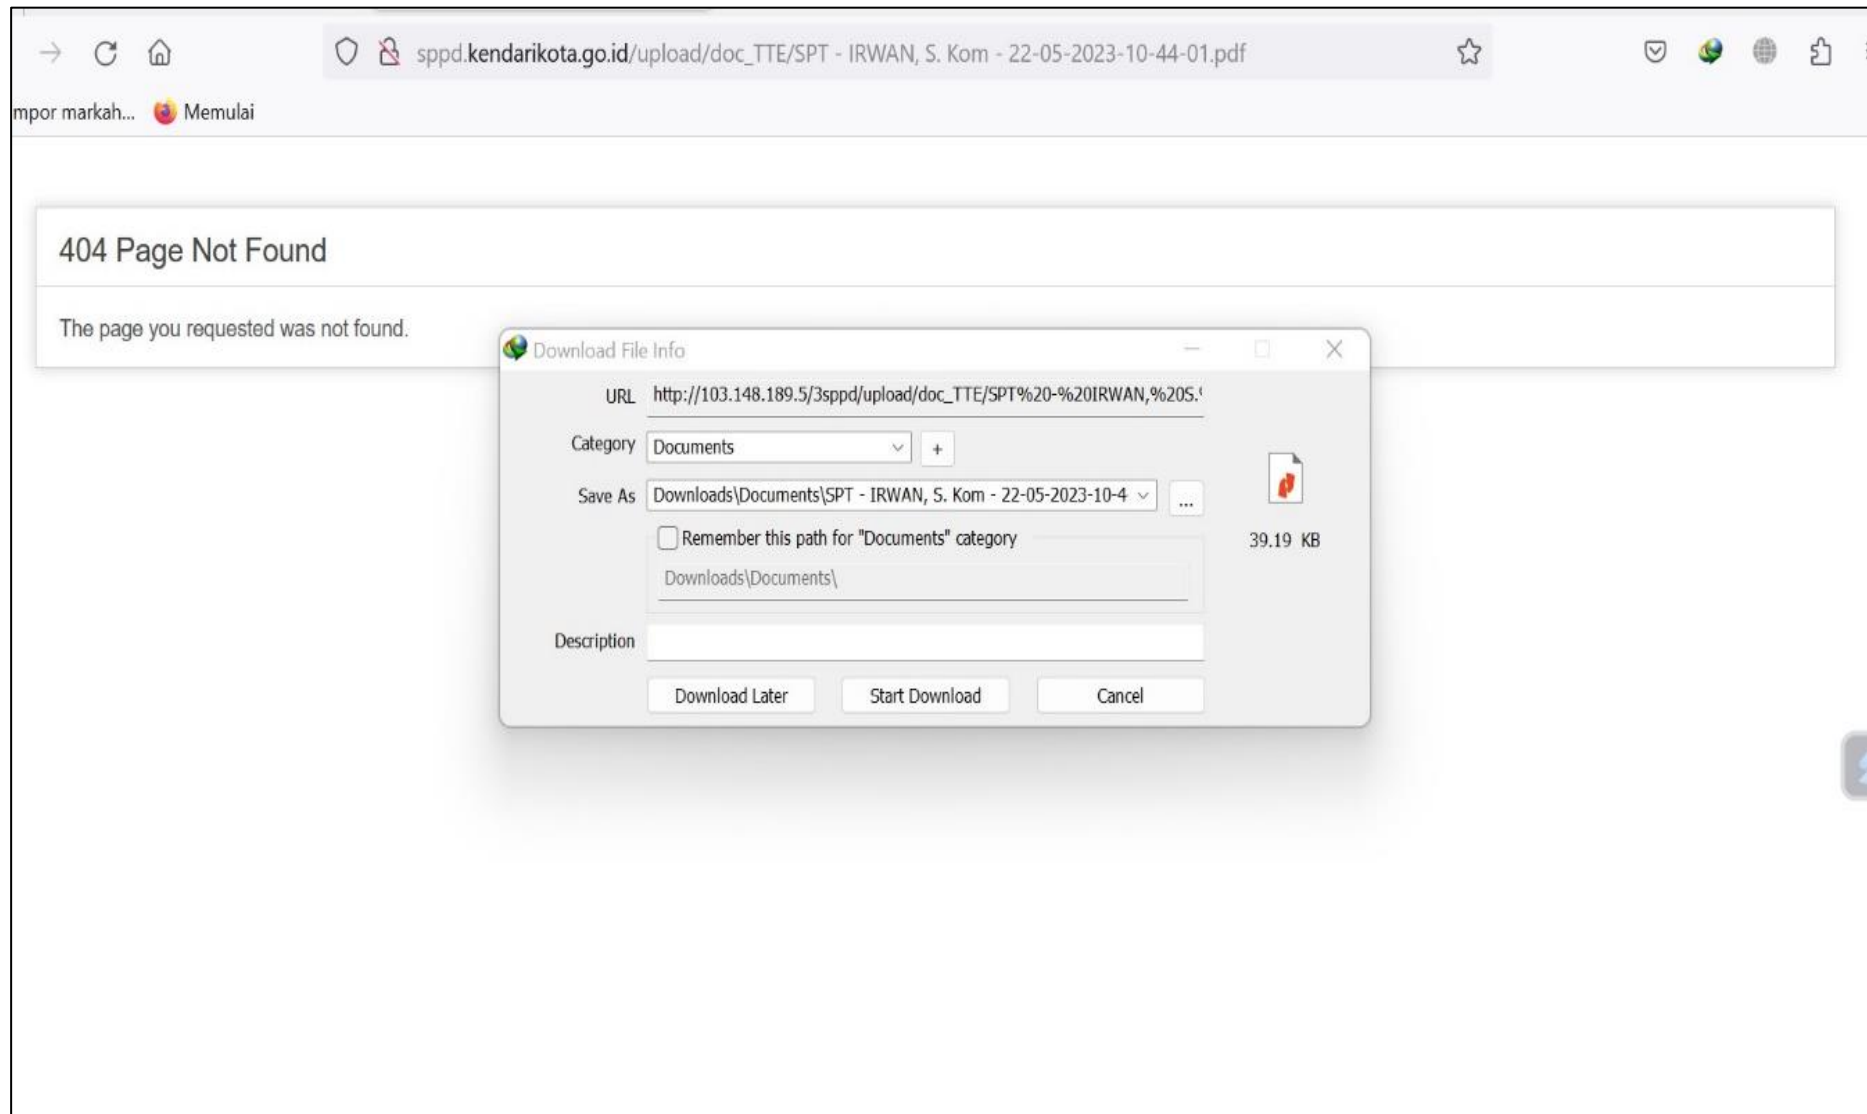 sppd.kendarikota.go.id/upload/doc_TTE/SPT - IRWAN, S. Kom - 22-05-2023-10-44-01.pdf
mpor markah... Memulai
404 Page Not Found
The page you requested was not found.
Download File Info
URL http://103.148.189.5/3sppd/upload/doc_TTE/SPT%20-%20IRWAN,%20S.
Category Documents +
Save As Downloads\Documents\SPT - IRWAN, S. Kom - 22-05-2023-10-4 ...
Remember this path for "Documents" category
39.19 KB
Downloads\Documents\
Description
Download Later Start Download Cancel